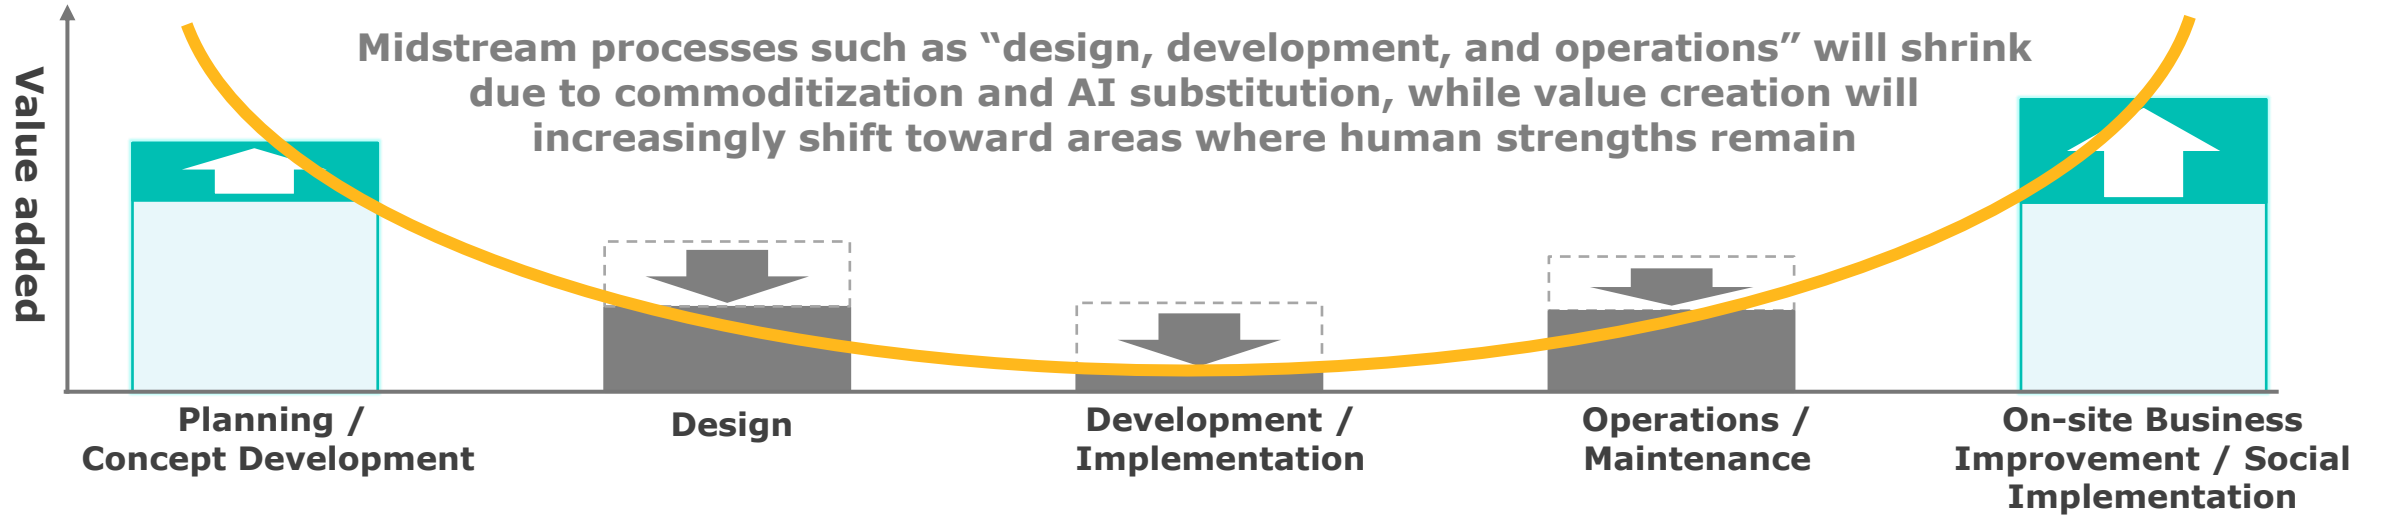 Midstream processes such as “design, development, and operations” will shrink
due to commoditization and AI substitution, while value creation will
increasingly shift toward areas where human strengths remain
Value added
Planning /
Concept Development
Design
Development /
Implementation
Operations /
Maintenance
On-site Business
Improvement / Social
Implementation